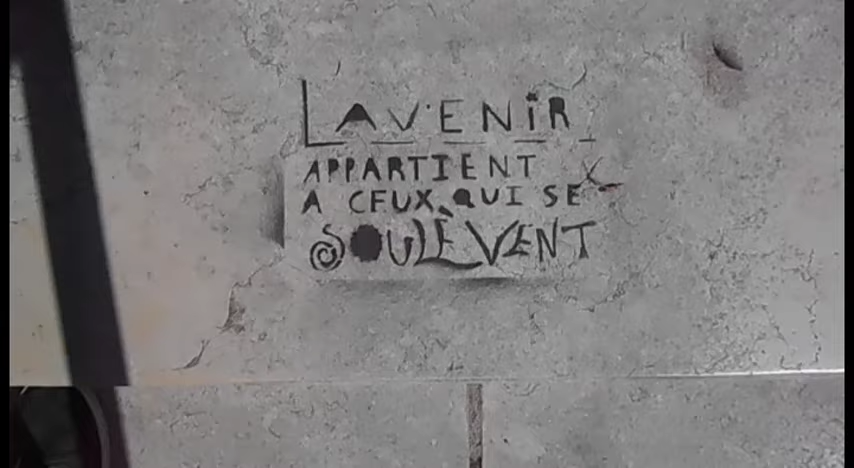 LAVENIR
APPARTIENT
A CEUX QUI SE
SOULÈVENT